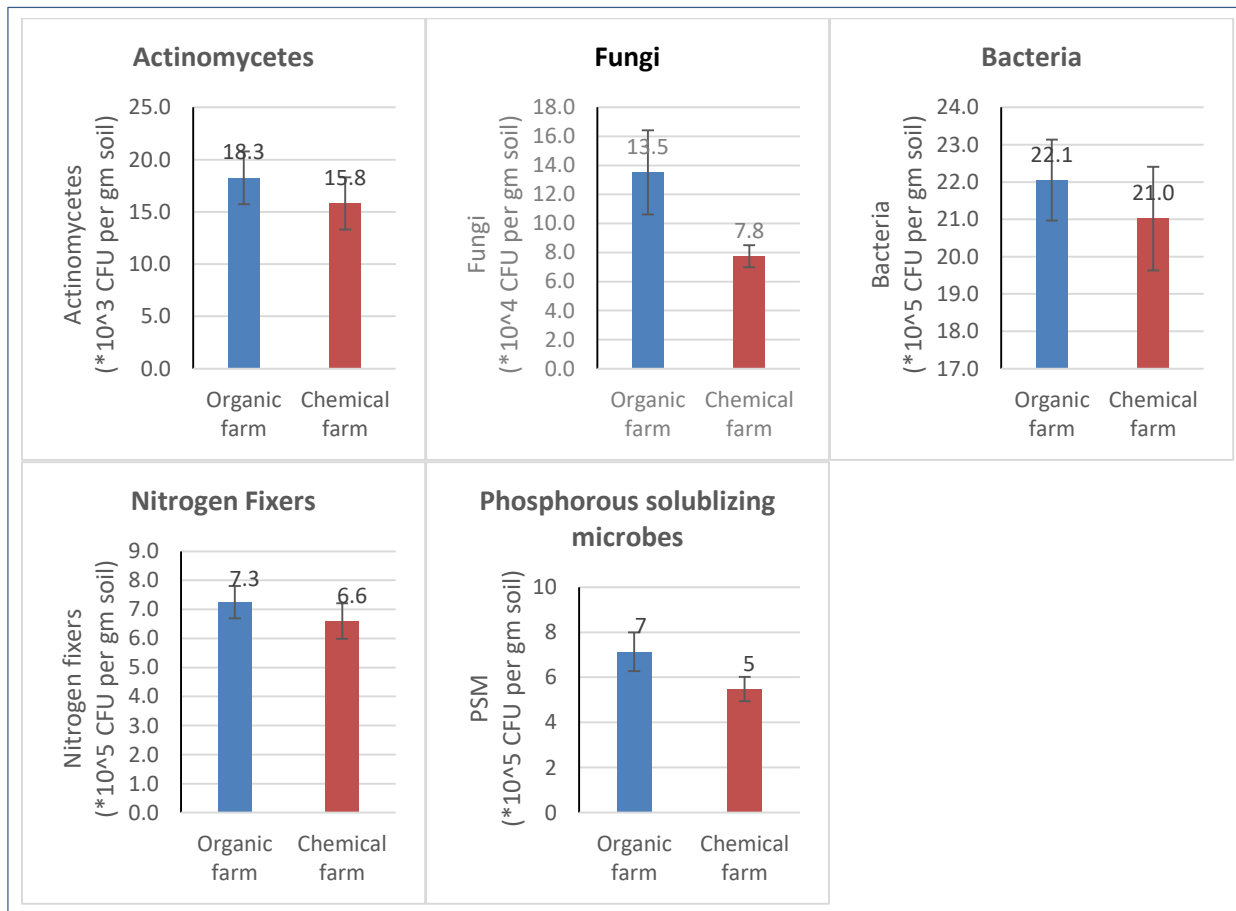 Actinomycetes
Actinomycetes
(*10^3 CFU per gm soil)
25.0
20.0
15.0
10.0
5.0
0.0
18.3
15.8
Organic
farm
Chemical
farm
Fungi
Fungi
(*10^4 CFU per gm soil)
18.0
16.0
14.0
12.0
10.0
8.0
6.0
4.0
2.0
0.0
13.5
7.8
Organic
farm
Chemical
farm
Bacteria
Bacteria
(*10^5 CFU per gm soil)
24.0
23.0
22.0
21.0
20.0
19.0
18.0
17.0
22.1
21.0
Organic
farm
Chemical
farm
Nitrogen Fixers
Nitrogen fixers
(*10^5 CFU per gm soil)
9.0
8.0
7.0
6.0
5.0
4.0
3.0
2.0
1.0
0.0
7.3
6.6
Organic
farm
Chemical
farm
Phosphorous solublizing
microbes
PSM
(*10^5 CFU per gm soil)
10
8
6
4
2
0
7
5
Organic
farm
Chemical
farm